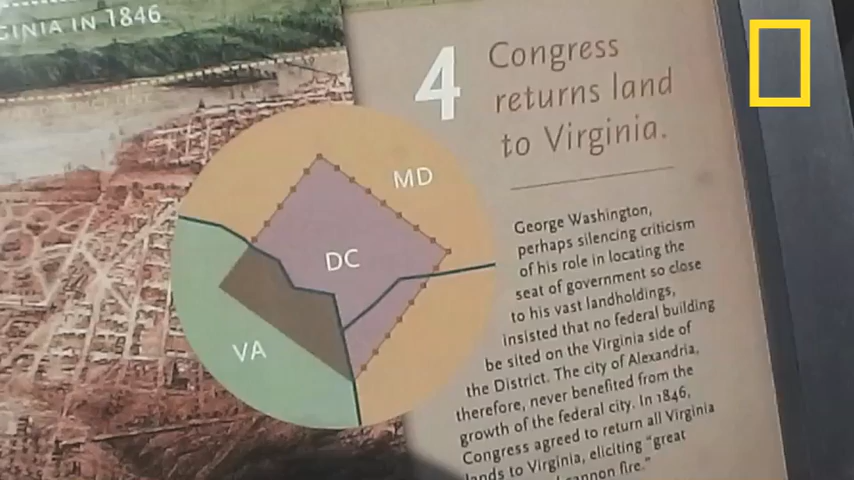 GINIA IN 1846
4
Congress
returns land
to Virginia.
MD
DC
VA
George Washington,
perhaps silencing criticism
of his role in locating the
seat of government so close
to his vast landholdings,
insisted that no federal building
be sited on the Virginia side of
the District. The city of Alexandria,
therefore, never benefited from the
growth of the federal city. In 1846,
Congress agreed to return all Virginia
lands to Virginia, eliciting "great
cannon fire."